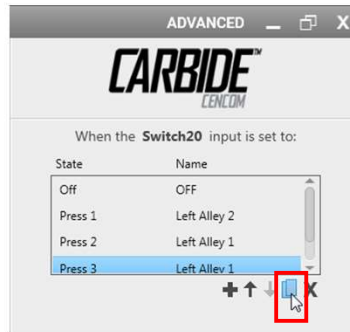 ADVANCED
CARBIDE™
CENCOM
When the Switch20 input is set to:
State Name
Off OFF
Press 1 Left Alley 2
Press 2 Left Alley 1
Press 3 Left Alley 1